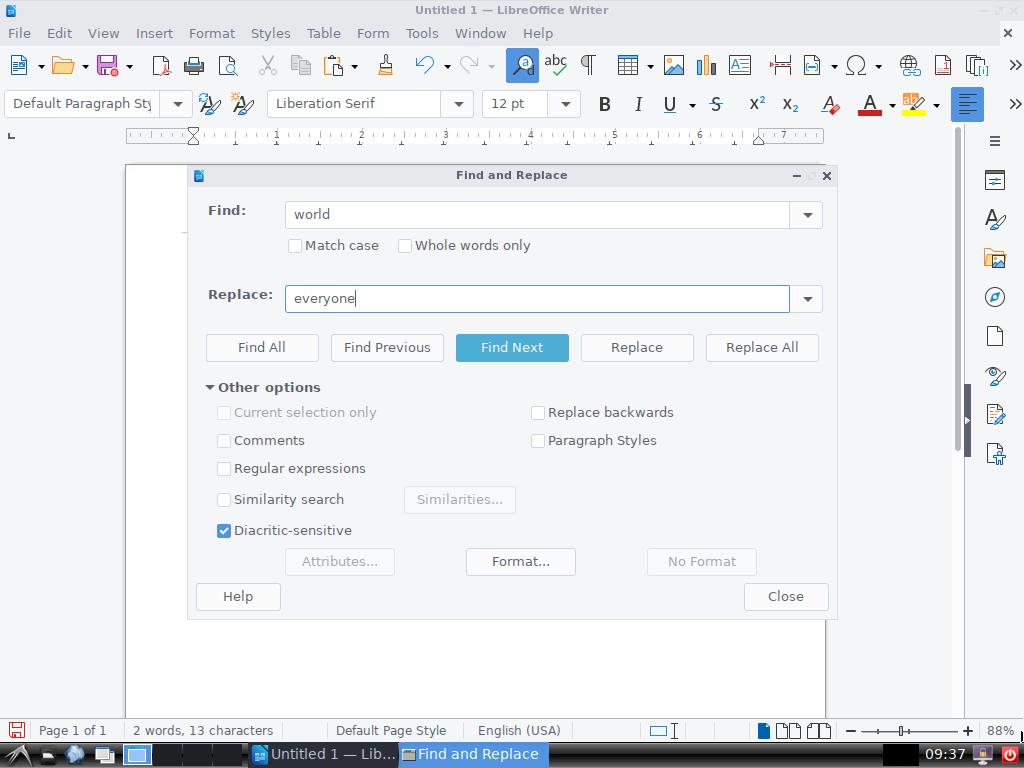 Untitled 1 — LibreOffice Writer
File Edit View Insert Format Styles Table Form Tools Window Help
Default Paragraph Sty Liberation Serif 12 pt B I U S X² X₂ A
1 2 3 4 5 6 7
Find and Replace
Find: world
Match case Whole words only
Replace: everyone
Find All Find Previous Find Next Replace Replace All
Other options
Current selection only Replace backwards
Comments Paragraph Styles
Regular expressions
Similarity search Similarities...
Diacritic-sensitive
Attributes... Format... No Format
Help Close
Page 1 of 1 2 words, 13 characters Default Page Style English (USA) 88%
Untitled 1 — Lib... Find and Replace 09:37